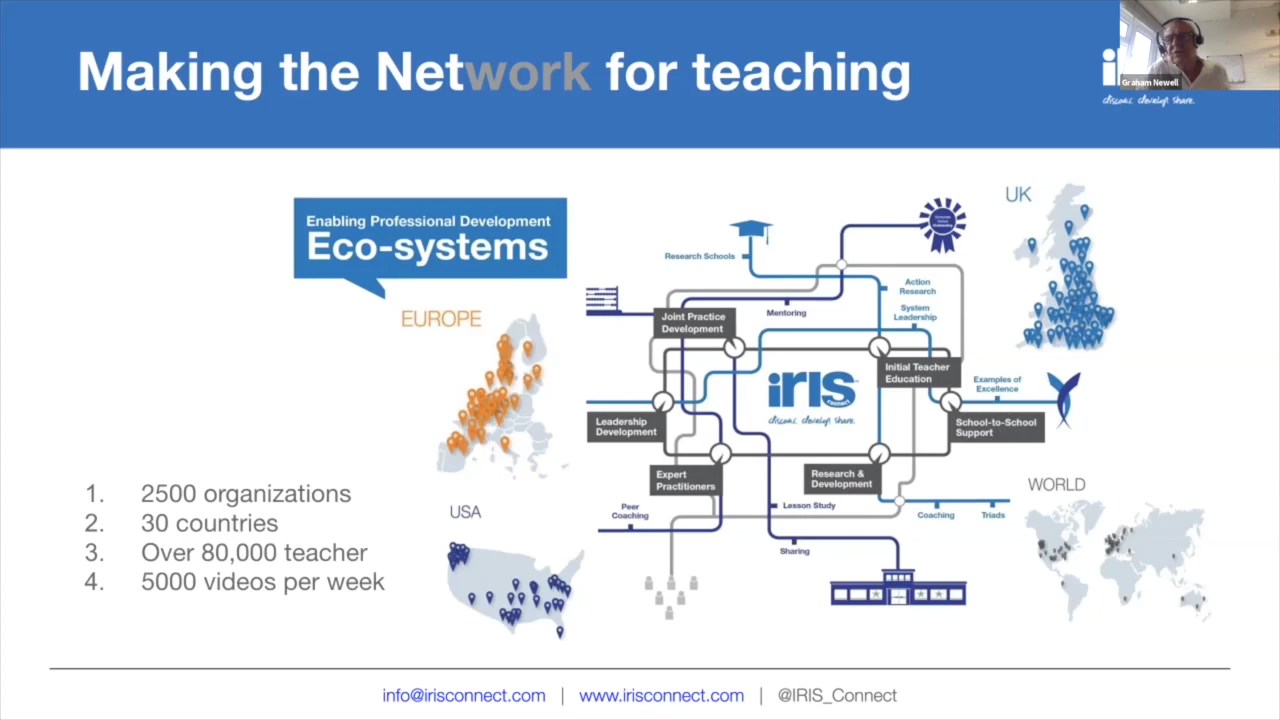 Making the Network for teaching
Graham Newell
discover. develop. share.
Enabling Professional Development
Eco-systems
EUROPE
USA
1. 2500 organizations
2. 30 countries
3. Over 80,000 teacher
4. 5000 videos per week
Research Schools
Mentoring
Action
Research
System
Leadership
Joint Practice
Development
Initial Teacher
Education
Examples of
Excellence
iRIS
connect
TM
discover. develop. share.
Leadership
Development
School-to-School
Support
Expert
Practitioners
Research &
Development
Peer
Coaching
Lesson Study
Sharing
Coaching
Triads
UK
WORLD
info@irisconnect.com | www.irisconnect.com | @IRIS_Connect